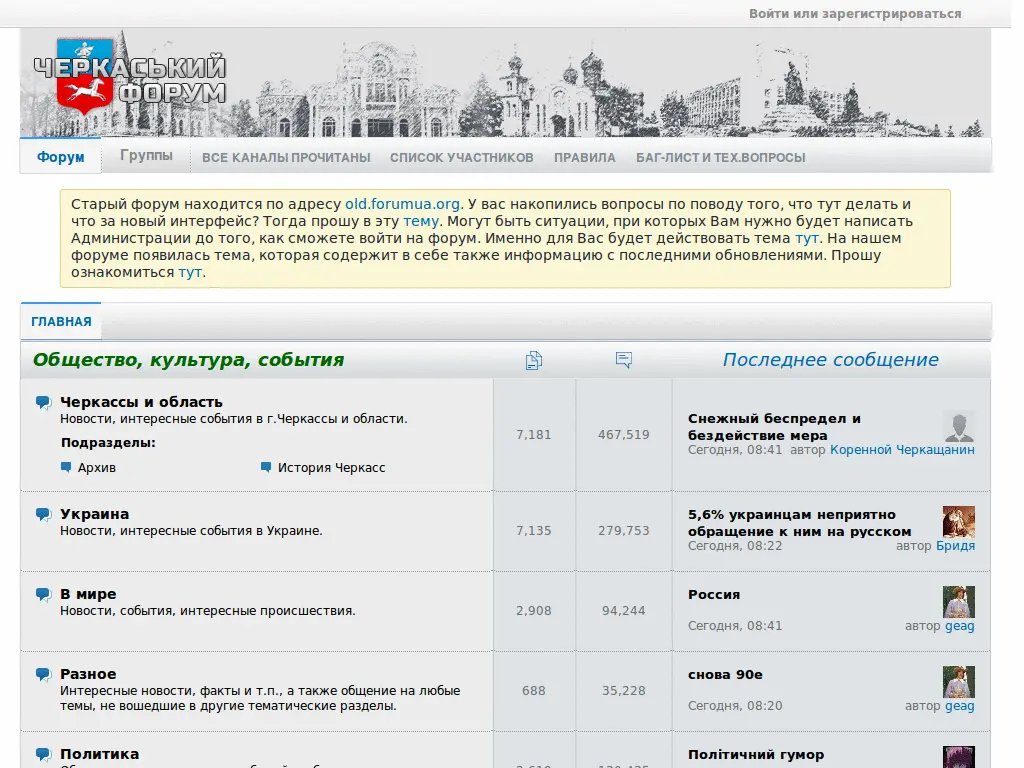 Войти или зарегистрироваться
ЧЕРКАСЬКИЙ
ФОРУМ
Форум
Группы
ВСЕ КАНАЛЫ ПРОЧИТАНЫ
СПИСОК УЧАСТНИКОВ
ПРАВИЛА
БАГ-ЛИСТ И ТЕХ.ВОПРОСЫ
Старый форум находится по адресу old.forumua.org. У вас накопились вопросы по поводу того, что тут делать и
что за новый интерфейс? Тогда прошу в эту тему. Могут быть ситуации, при которых Вам нужно будет написать
Администрации до того, как сможете войти на форум. Именно для Вас будет действовать тема тут. На нашем
форуме появилась тема, которая содержит в себе также информацию с последними обновлениями. Прошу
ознакомиться тут.
ГЛАВНАЯ
Общество, культура, события
Последнее сообщение
Черкассы и область
Новости, интересные события в г.Черкассы и области.
Подразделы:
Архив
История Черкасс
7,181
467,519
Снежный беспредел и
бездействие мера
Сегодня, 08:41 автор Коренной Черкащанин
Украина
Новости, интересные события в Украине.
7,135
279,753
5,6% украинцам неприятно
обращение к ним на русском
Сегодня, 08:22
автор Бридя
В мире
Новости, события, интересные происшествия.
2,908
94,244
Россия
Сегодня, 08:41
автор geag
Разное
Интересные новости, факты и т.п., а также общение на любые
темы, не вошедшие в другие тематические разделы.
688
35,228
снова 90е
Сегодня, 08:20
автор geag
Политика
Політичний гумор